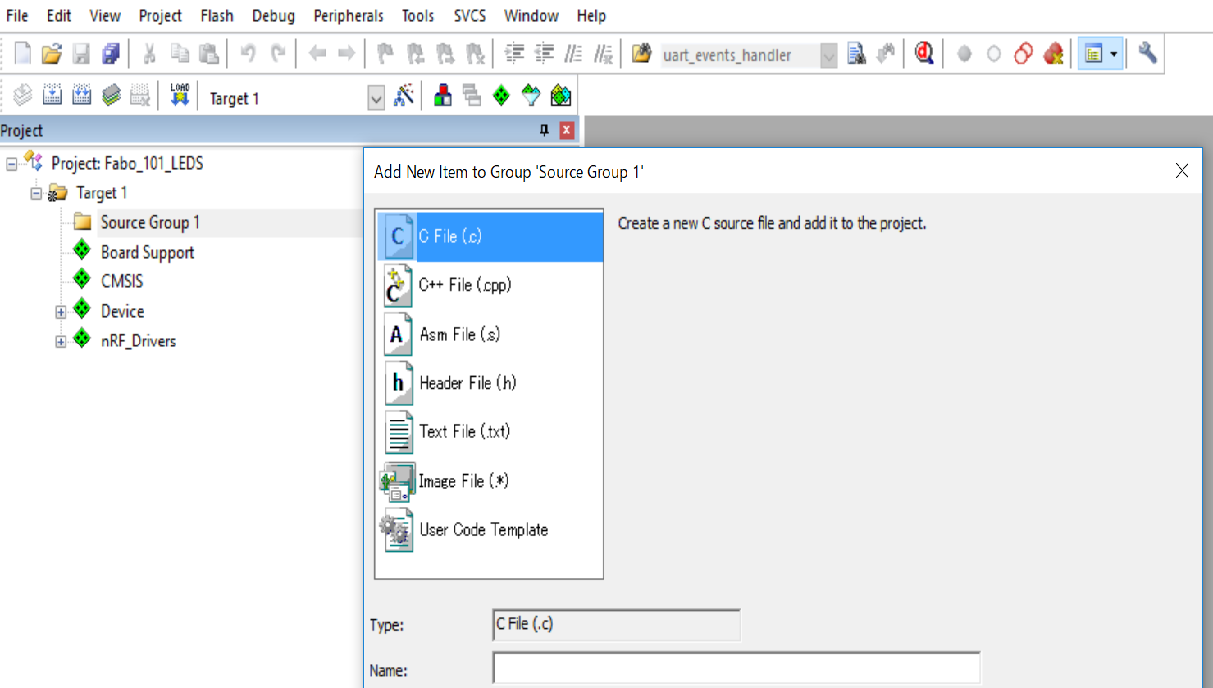 File Edit View Project Flash Debug Peripherals Tools SVCS Window Help
uart_events_handler
LOAD
Target 1
Project
Project: Fabo_101_LEDS
Target 1
Source Group 1
Board Support
CMSIS
Device
nRF_Drivers
Add New Item to Group 'Source Group 1'
C
C File (.c)
C
C++ File (.cpp)
A
Asm File (.s)
h
Header File (.h)
Text File (.txt)
Image File (.*)
User Code Template
Create a new C source file and add it to the project.
Type:
C File (.c)
Name: